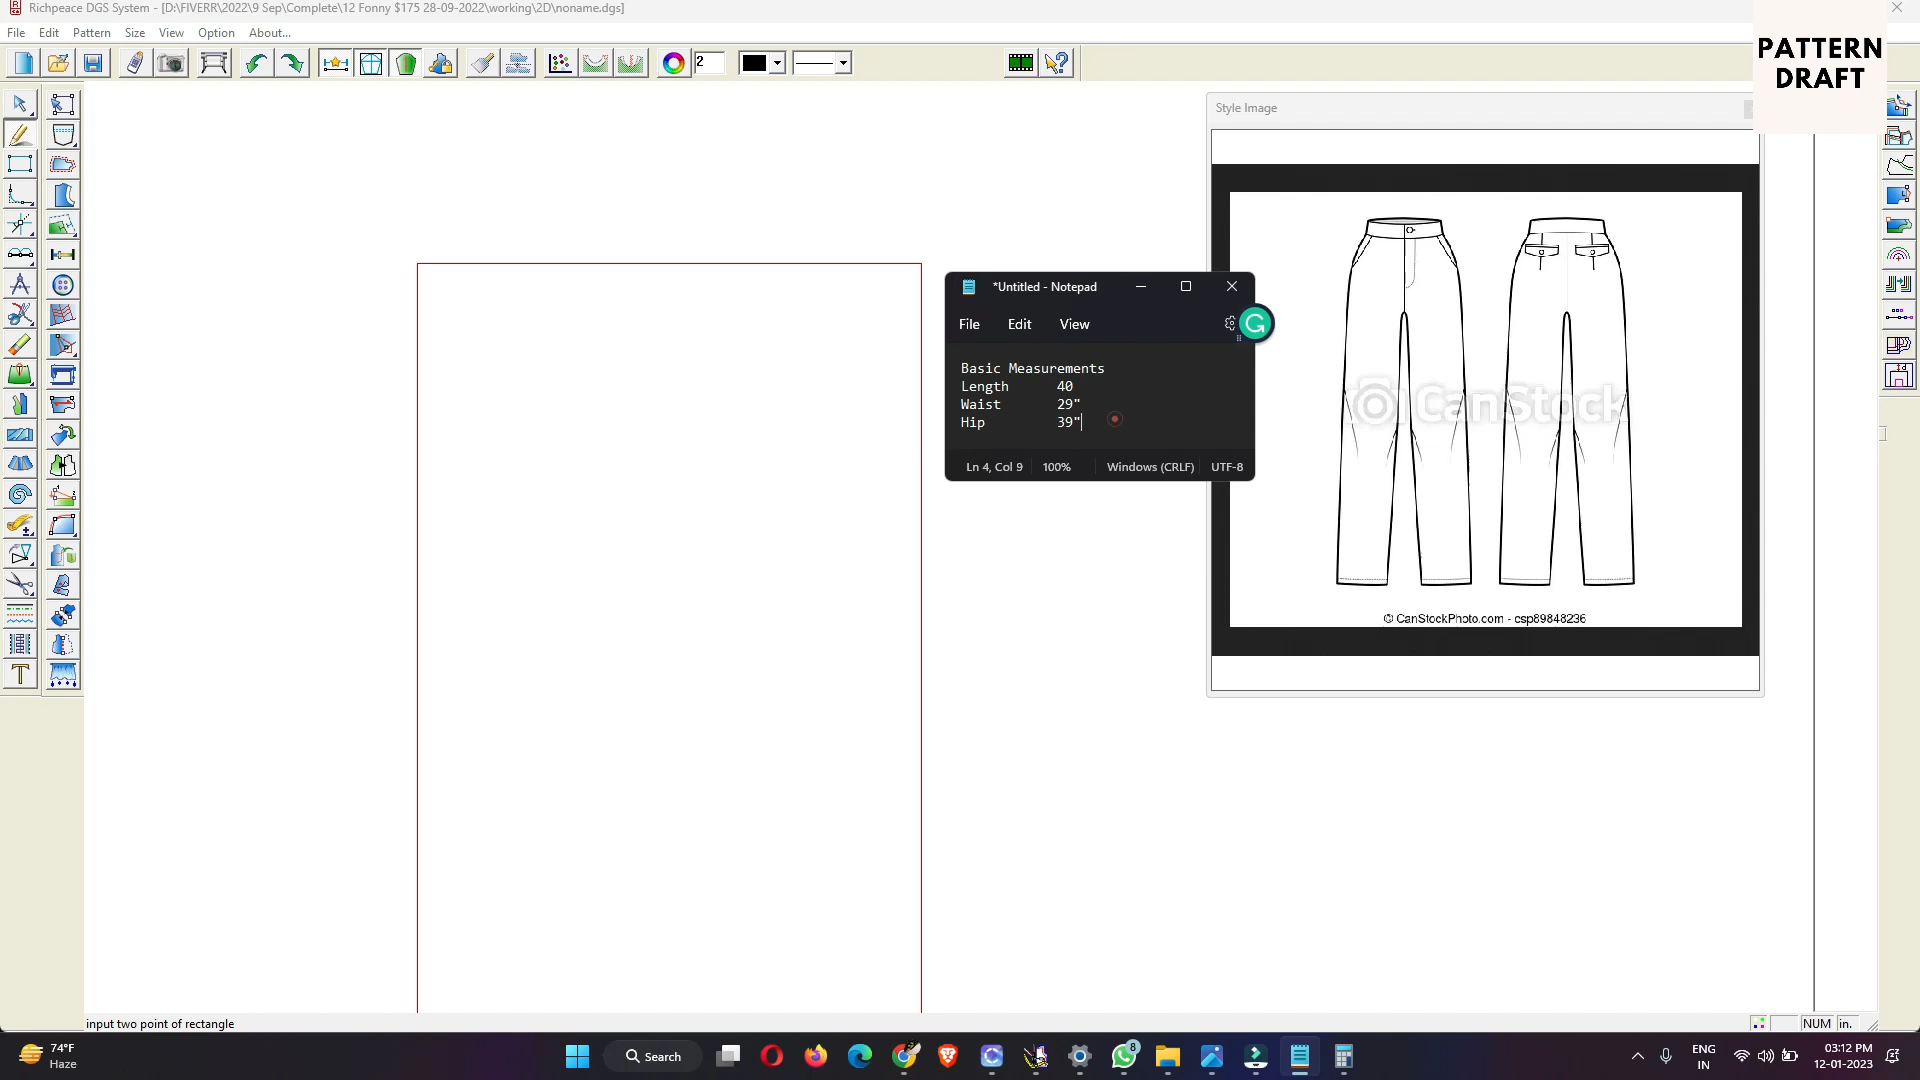 Richpeace DGS System - [D:\FIVERR\2022\9 Sep\Complete\12 Fonny $175 28-09-2022\working\2D\noname.dgs]
File Edit Pattern Size View Option About...
2
PATTERN
DRAFT
Style Image
*Untitled - Notepad
File Edit View
G
Basic Measurements
Length 40
Waist 29"
Hip 39"
Ln 4, Col 9 100% Windows (CRLF) UTF-8
CanStock
© CanStockPhoto.com - csp89848236
input two point of rectangle
NUM in.
74°F
Haze
Search
8
ENG
IN
03:12 PM
12-01-2023